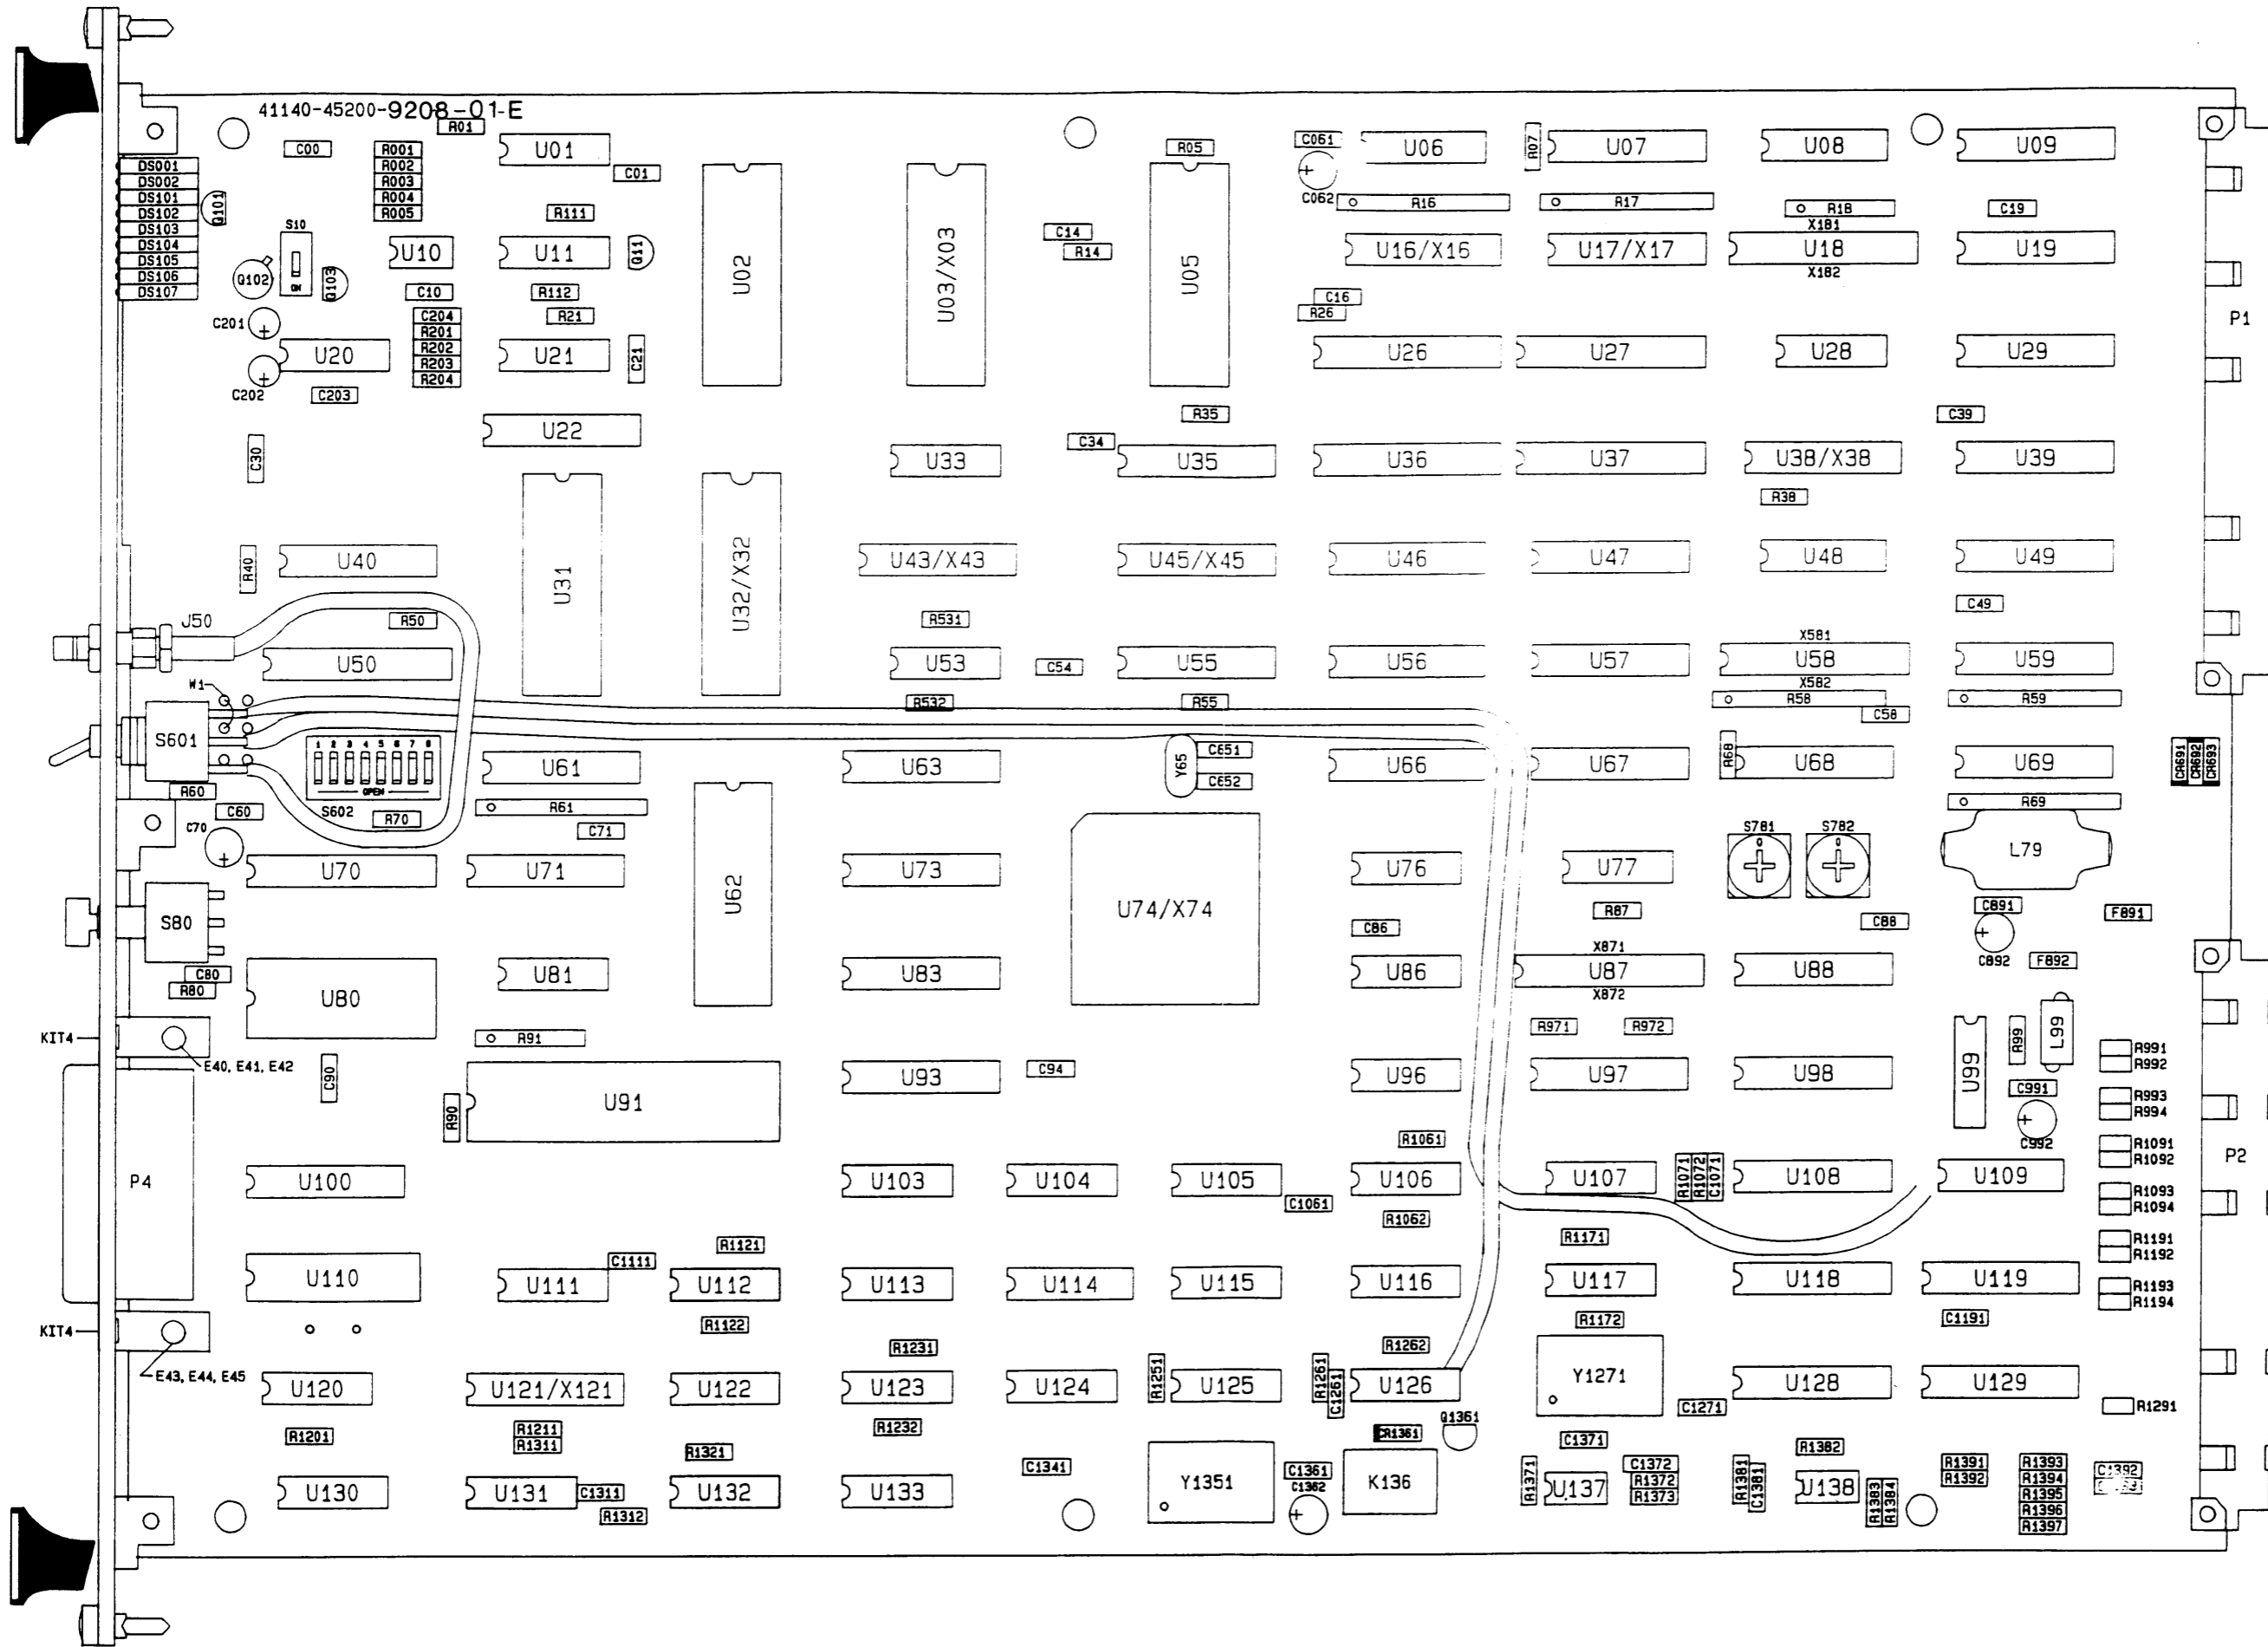 41140-45200-9208-01-E
R01
C00
R001
R002
R003
R004
R005
U01
C01
R05
C061
C062
U06
R07
U07
U08
U09
DS001
DS002
DS101
DS102
DS103
DS104
DS105
DS106
DS107
Q101
S10
ON
Q102
Q103
R111
U10
U11
Q11
U02
U03/X03
C14
R14
U05
R16
R17
R18
C19
X181
U16/X16
U17/X17
U18
U19
X182
C10
R112
R21
C16
R26
C201
C204
R201
R202
R203
R204
U20
U21
C21
C202
C203
U26
U27
U28
U29
P1
R35
C39
U22
C30
C34
U33
U35
U36
U37
U38/X38
U39
R38
U31
U32/X32
R40
U40
U43/X43
U45/X45
U46
U47
U48
U49
C49
J50
R50
R531
X581
U50
U53
C54
U55
U56
U57
U58
U59
X582
W1
R532
R55
R58
R59
C58
S601
1 2 3 4 5 6 7 8
OPEN
S602
U61
U63
Y65
C651
C652
U66
U67
R68
U68
U69
CR691
CR692
CR693
R60
C60
R61
R70
C71
C70
R69
S781
0
S782
0
L79
U70
U71
U62
U73
U74/X74
U76
U77
R87
C86
C88
C891
F891
S80
C80
R80
U80
U81
U83
U86
X871
U87
X872
U88
C892
F892
KIT4
E40, E41, E42
R91
R971
R972
U99
R99
L99
R991
R992
C90
R90
U91
U93
C94
U96
U97
U98
C991
C992
R993
R994
R1061
R1091
R1092
P4
U100
U103
U104
U105
C1061
U106
R1062
U107
R1071
R1072
C1071
U108
U109
P2
R1093
R1094
R1121
C1111
R1171
R1191
R1192
U110
U111
U112
U113
U114
U115
U116
U117
U118
U119
R1193
R1194
KIT4
R1122
R1172
C1191
E43, E44, E45
R1231
R1262
U120
U121/X121
U122
U123
U124
R1251
U125
R1261
C1261
U126
Y1271
U128
U129
C1271
R1291
R1201
R1211
R1311
R1232
CR1361
Q1361
C1371
R1321
C1341
R1382
U130
U131
C1311
R1312
U132
U133
Y1351
C1361
C1362
K136
R1371
U137
C1372
R1372
R1373
R1381
C1381
U138
R1383
R1384
R1391
R1392
R1393
R1394
R1395
R1396
R1397
C1392